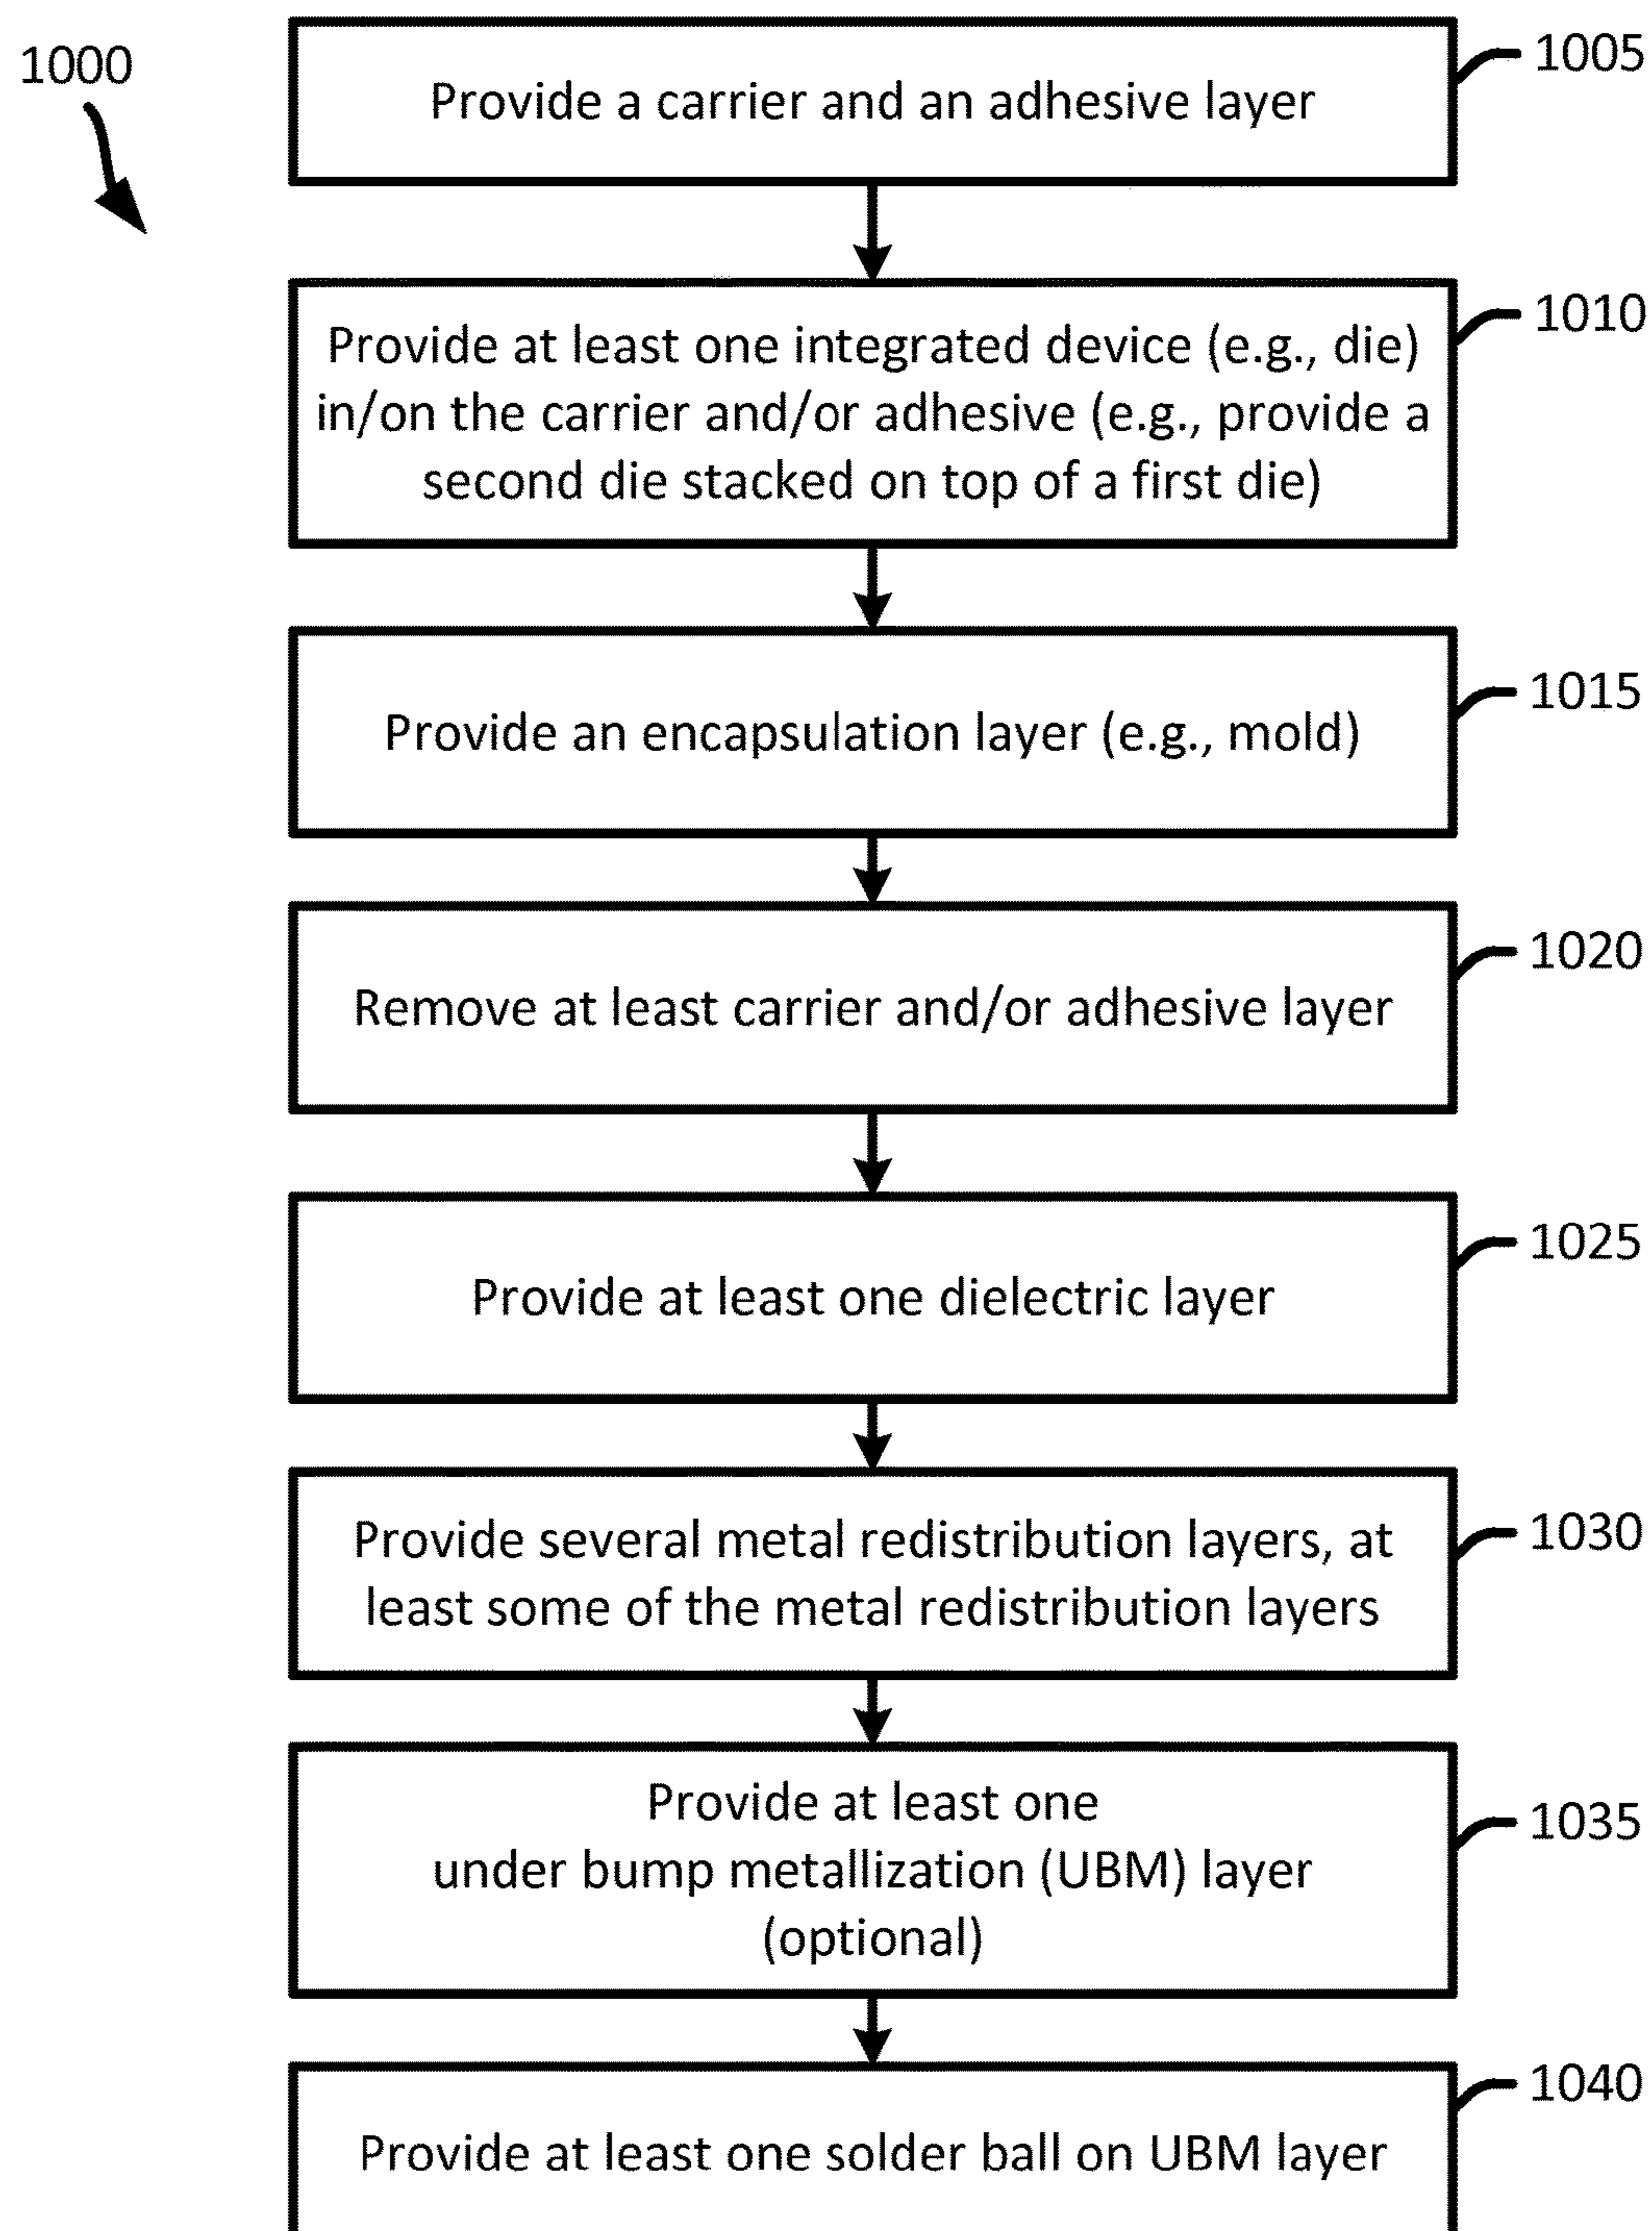 1000
1005
Provide a carrier and an adhesive layer
1010
Provide at least one integrated device (e.g., die)
in/on the carrier and/or adhesive (e.g., provide a
second die stacked on top of a first die)
1015
Provide an encapsulation layer (e.g., mold)
1020
Remove at least carrier and/or adhesive layer
1025
Provide at least one dielectric layer
1030
Provide several metal redistribution layers, at
least some of the metal redistribution layers
1035
Provide at least one
under bump metallization (UBM) layer
(optional)
1040
Provide at least one solder ball on UBM layer